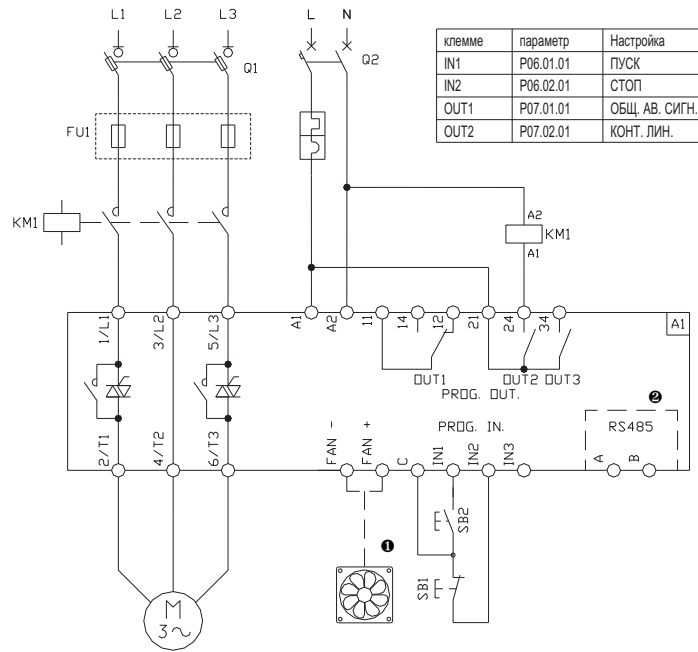 L1 L2 L3 L N
клемме параметр Настройка
IN1 P06.01.01 ПУСК
IN2 P06.02.01 СТОП
OUT1 P07.01.01 ОБЩ. АВ. СИГН.
OUT2 P07.02.01 КОНТ. ЛИН.
Q1
Q2
FU1
KM1
A2
KM1
A1
1/L1 3/L2 5/L3 A1 A2 11 14 12 21 24 34
A1
OUT1 OUT2 OUT3
PROG. OUT.
PROG. IN.
❷
RS485
2/T1 4/T2 6/T3 FAN - FAN + C IN1 IN2 IN3 A B
SB2
❶
SB1
M
3~